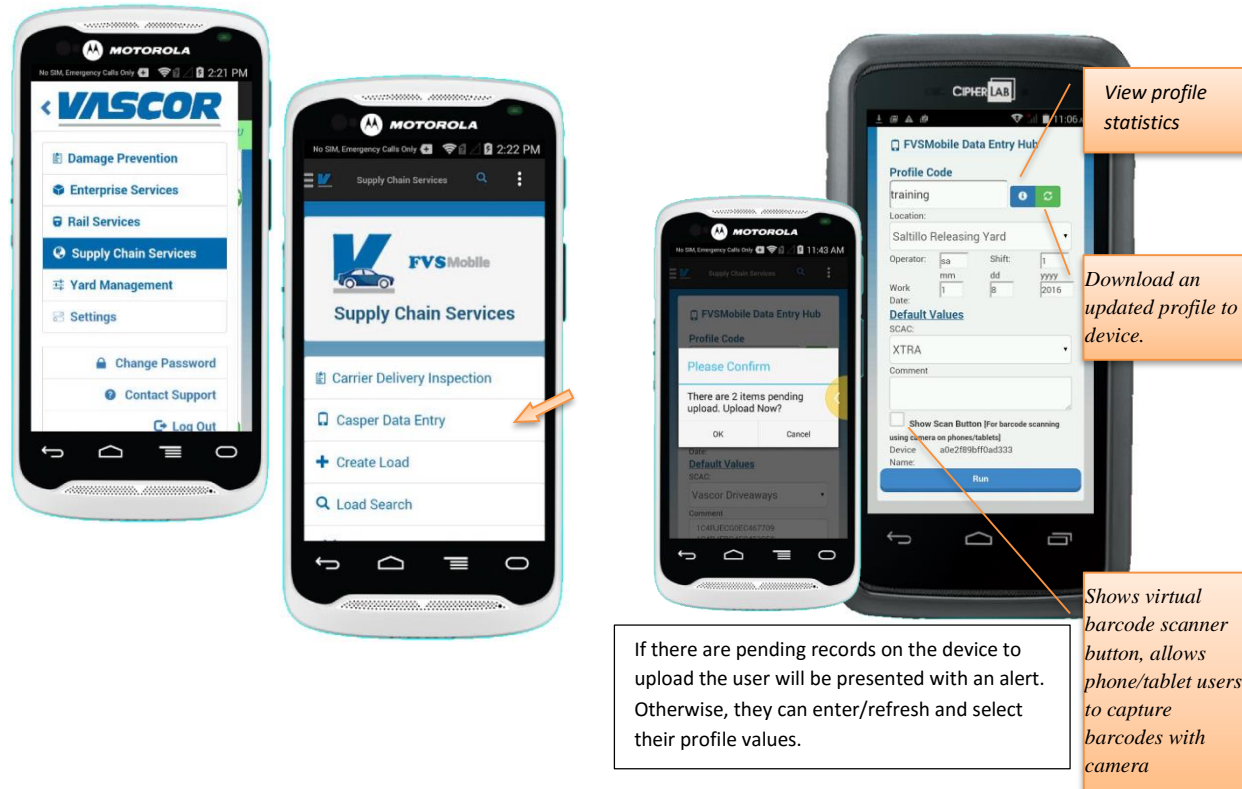 MOTOROLA
No SIM, Emergency Calls Only 2:21 PM
VASCOR
Damage Prevention
Enterprise Services
Rail Services
Supply Chain Services
Yard Management
Settings
Change Password
Contact Support
Log Out
MOTOROLA
No SIM, Emergency Calls Only 2:22 PM
Supply Chain Services
FVSMobile
Supply Chain Services
Carrier Delivery Inspection
Casper Data Entry
Create Load
Load Search
MOTOROLA
No SIM, Emergency Calls Only 11:43 AM
Supply Chain Services
FVSMobile Data Entry Hub
Profile Code
Please Confirm
There are 2 items pending
upload. Upload Now?
OK Cancel
Date:
Default Values
SCAC:
Vascor Driveaways
Comment
1C4RJECG0EC467709
CIPHERLAB
11:06
FVSMobile Data Entry Hub
Profile Code
training
Location:
Saltillo Releasing Yard
Operator: sa Shift: 1
mm dd yyyy
Work 1 8 2016
Date:
Default Values
SCAC:
XTRA
Comment
Show Scan Button [For barcode scanning
using camera on phones/tablets]
Device a0e2f89bff0ad333
Name:
Run
View profile
statistics
Download an
updated profile to
device.
Shows virtual
barcode scanner
button, allows
phone/tablet users
to capture
barcodes with
camera
If there are pending records on the device to
upload the user will be presented with an alert.
Otherwise, they can enter/refresh and select
their profile values.